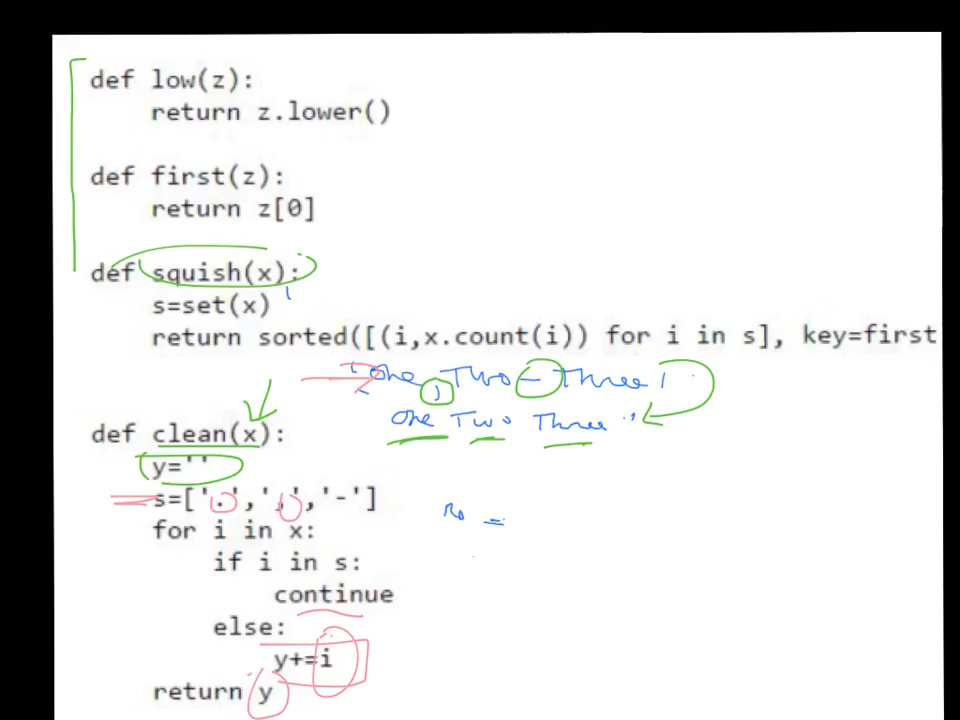 def low(z):
return z.lower()
def first(z):
return z[0]
def squish(x):
s=set(x)
return sorted([(i,x.count(i)) for i in s], key=first
one, Two - Three
one Two Three
def clean(x):
y=''
s=['.',',','-']
for i in x:
if i in s:
continue
else:
y+=i
return y